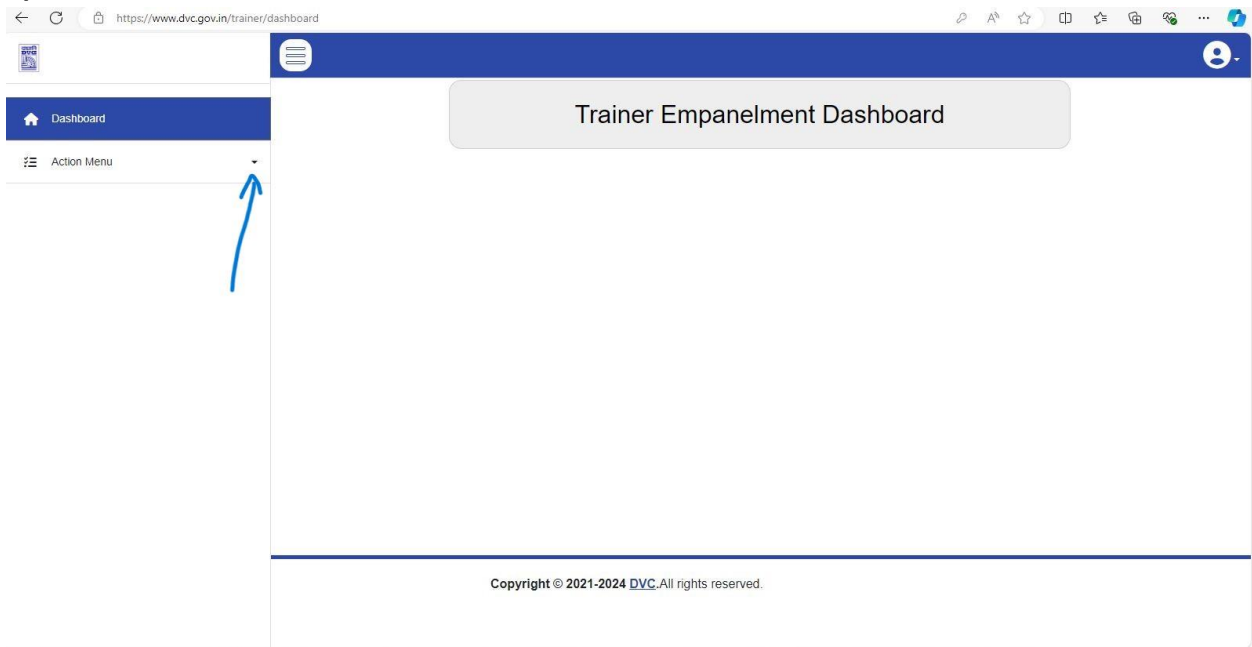 https://www.dvc.gov.in/trainer/dashboard
Trainer Empanelment Dashboard
Dashboard
Action Menu
Copyright © 2021-2024 DVC.All rights reserved.